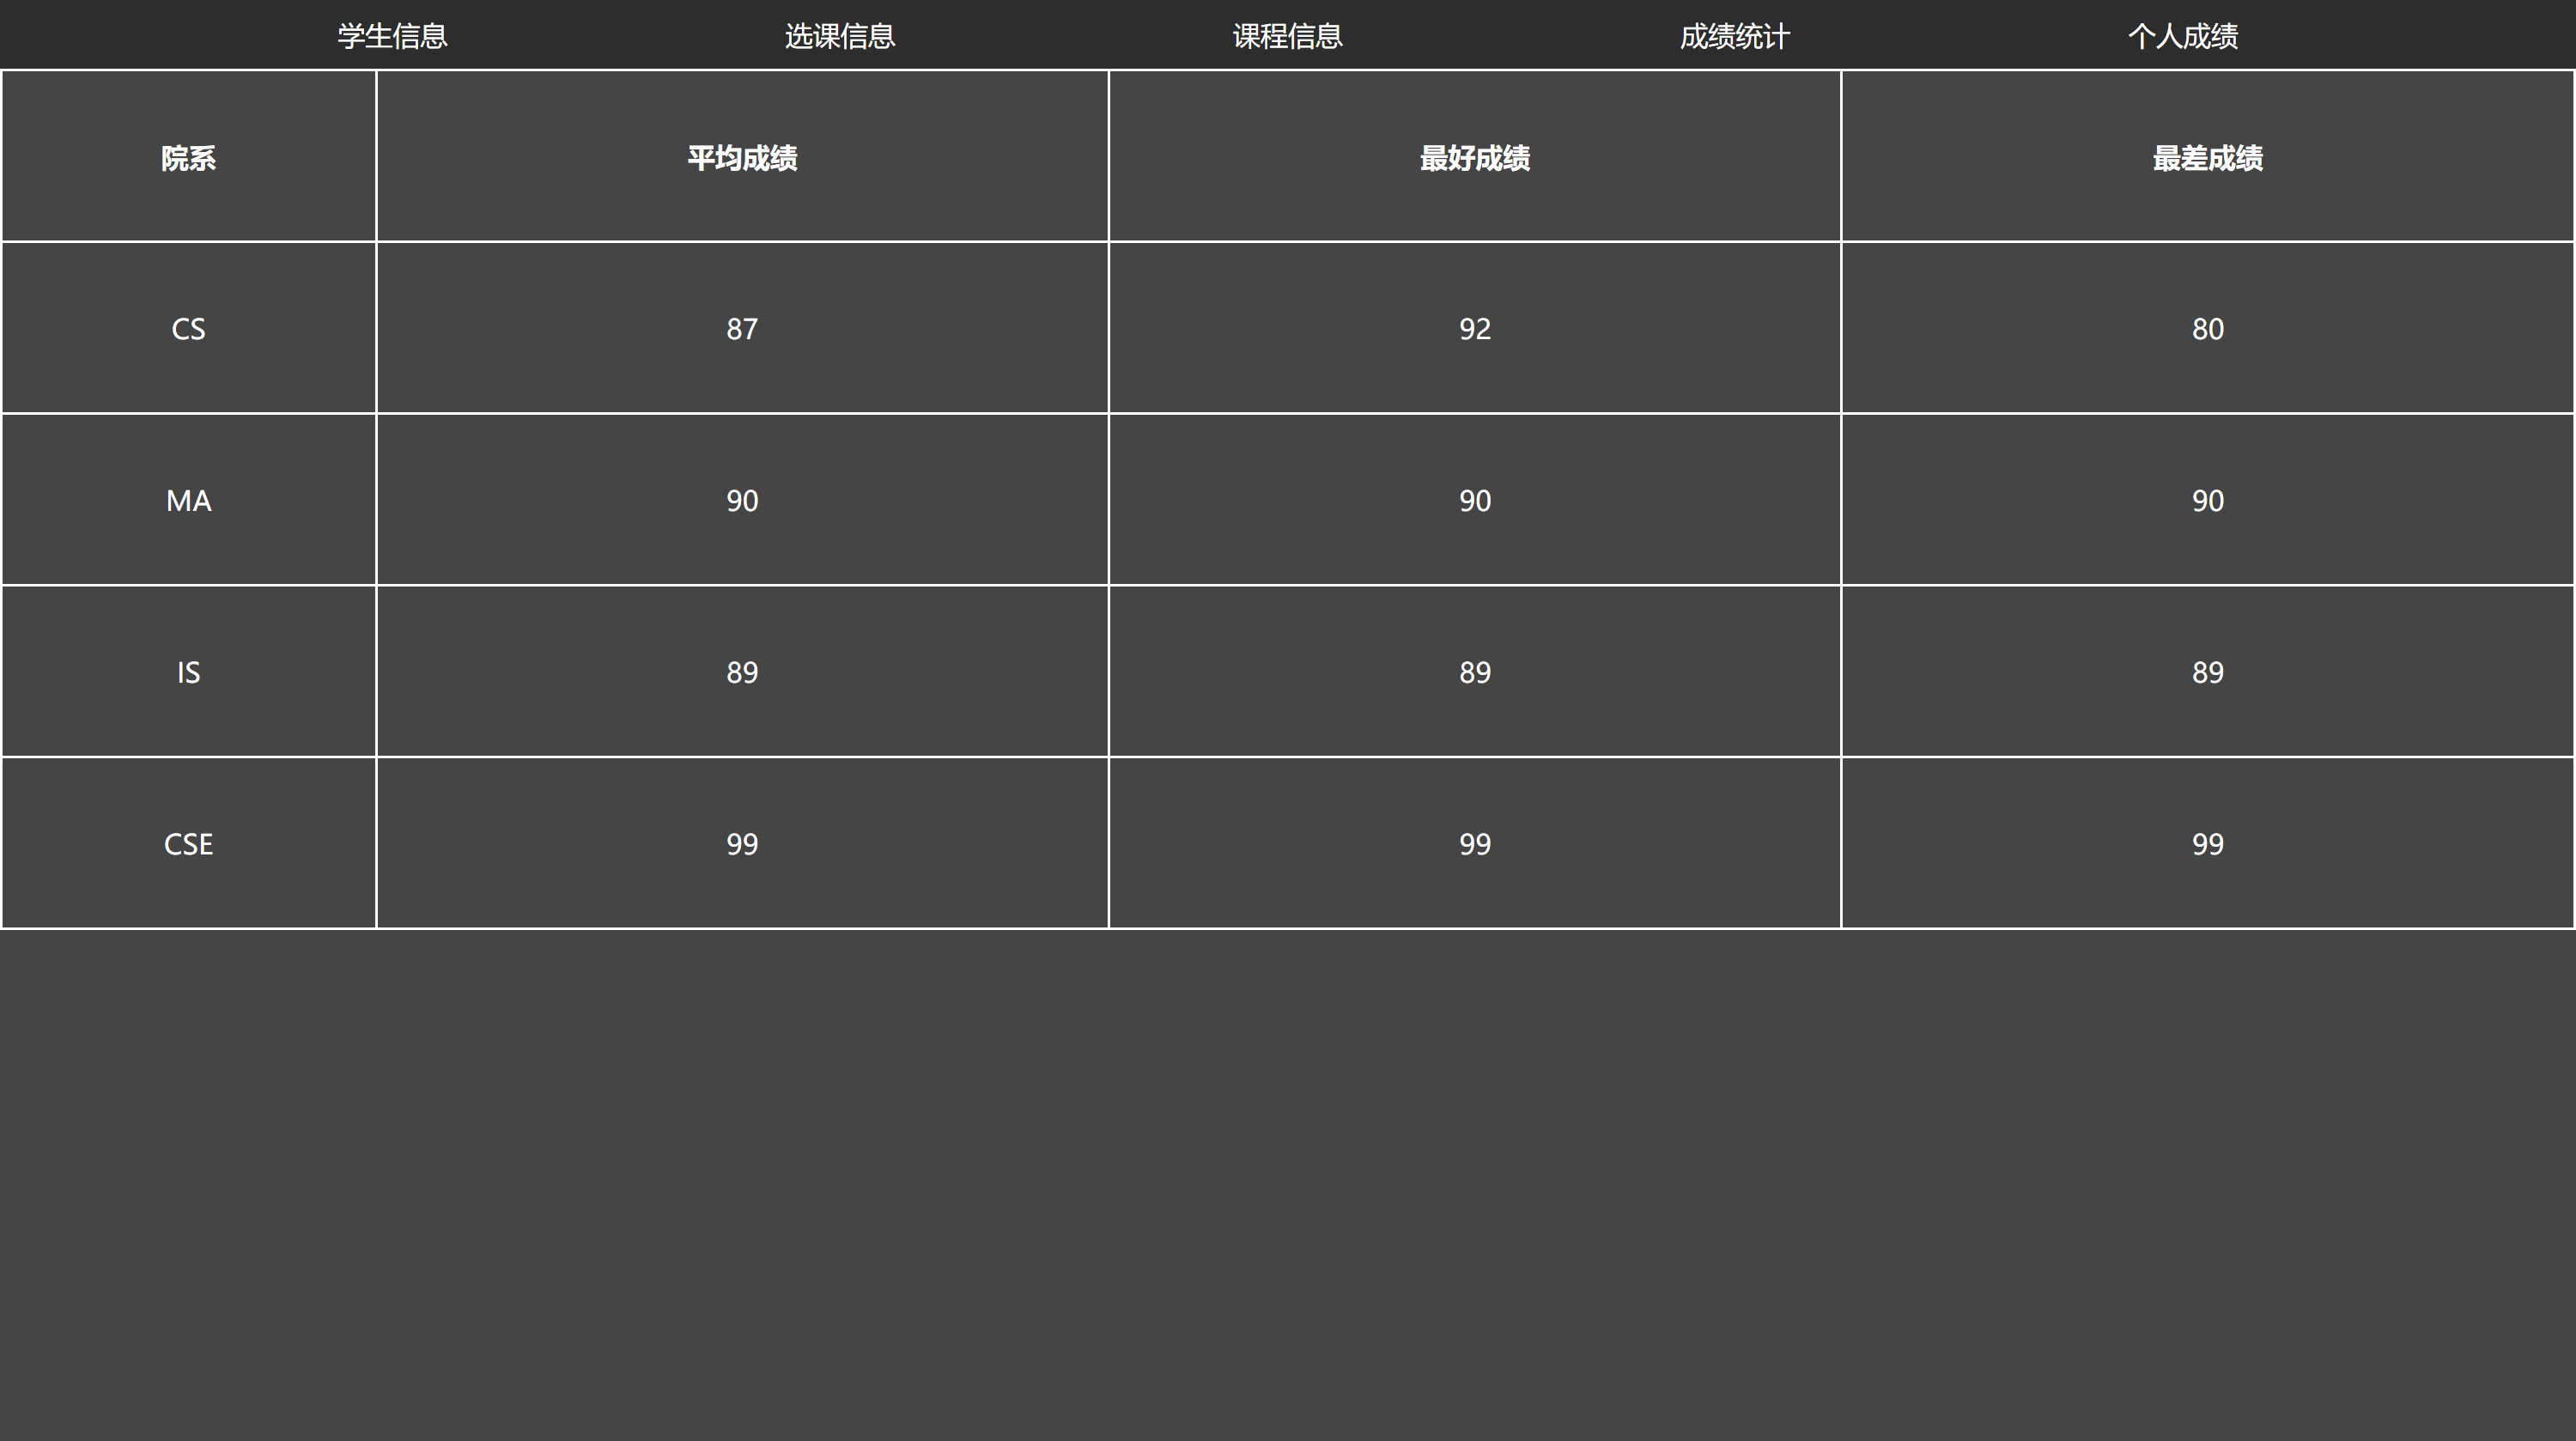 学生信息 选课信息 课程信息 成绩统计 个人成绩
院系 平均成绩 最好成绩 最差成绩
CS 87 92 80
MA 90 90 90
IS 89 89 89
CSE 99 99 99